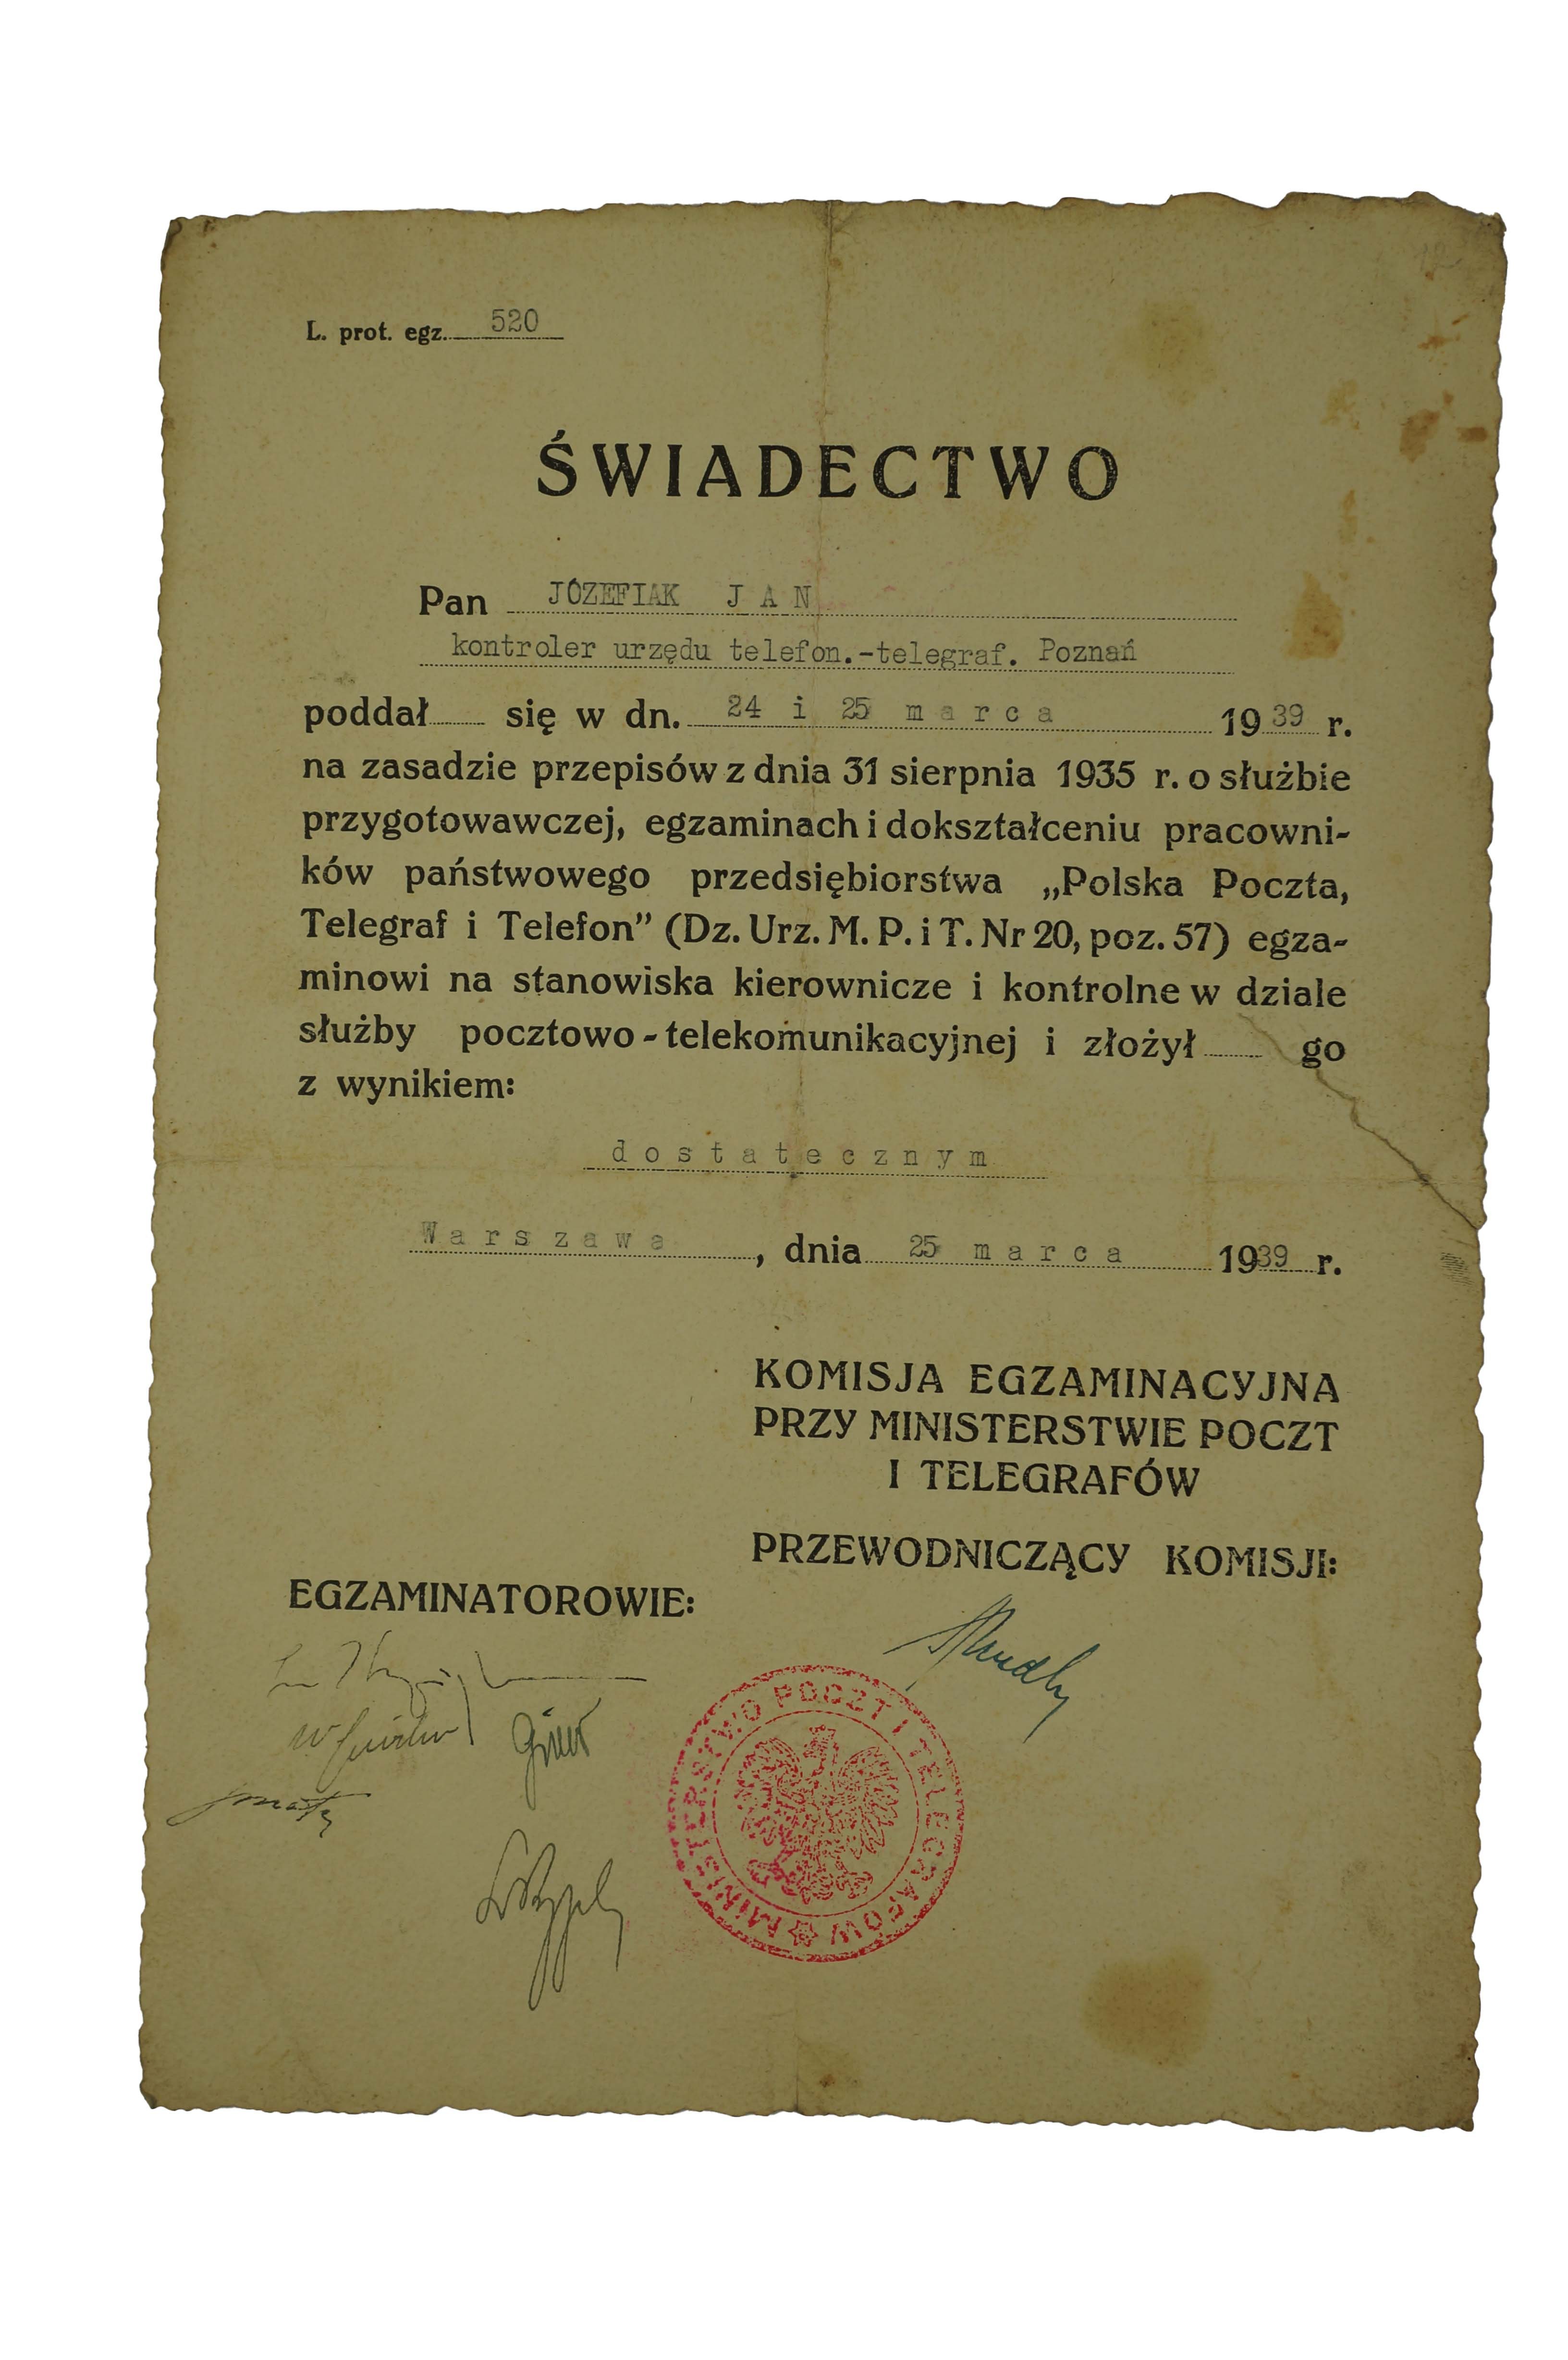 L. prot. egz. 520
ŚWIADECTWO
Pan JÓZEFIAK JAN
kontroler urzędu telefon.-telegraf. Poznań
poddał się w dn. 24 i 25 marca 1939 r.
na zasadzie przepisów z dnia 31 sierpnia 1935 r. o służbie
przygotowawczej, egzaminach i dokształceniu pracowni-
ków państwowego przedsiębiorstwa „Polska Poczta,
Telegraf i Telefon” (Dz. Urz. M. P. i T. Nr 20, poz. 57) egza-
minowi na stanowiska kierownicze i kontrolne w dziale
służby pocztowo-telekomunikacyjnej i złożył go
z wynikiem:
dostatecznym
Warszawa, dnia 25 marca 1939 r.
KOMISJA EGZAMINACYJNA
PRZY MINISTERSTWIE POCZT
I TELEGRAFÓW
PRZEWODNICZĄCY KOMISJI:
EGZAMINATOROWIE:
MINISTERSTWO POCZT I TELEGRAFÓW